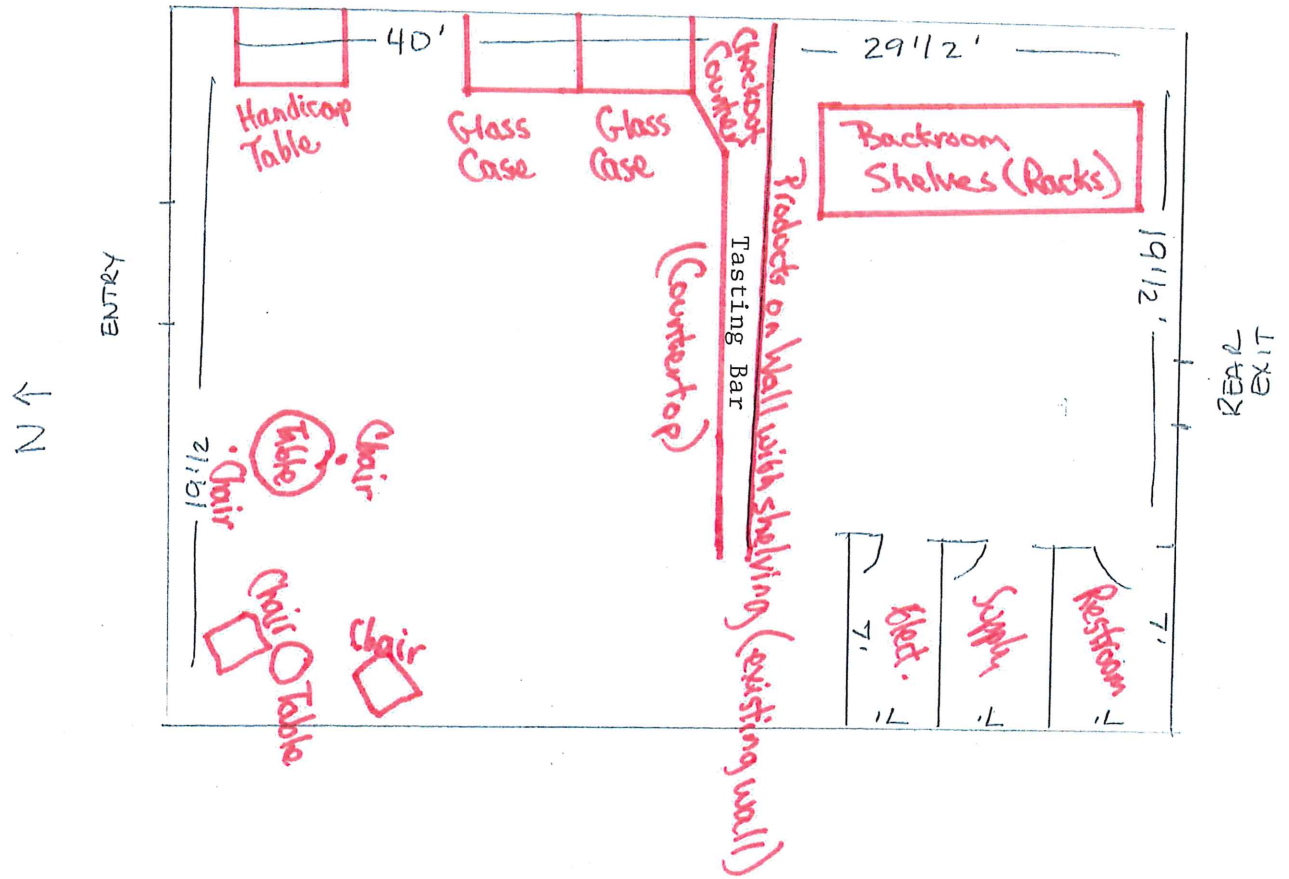 40'
29 1/2'
Handicap
Table
Glass
Case
Glass
Case
Checkout
Counter
Backroom
Shelves (Racks)
Products on Wall with shelving (existing wall)
Tasting Bar
(Countertop)
19 1/2'
ENTRY
REAR
EXIT
N ↑
19 1/2
Table
Chair
Chair
Chair
Chair
Table
Elect.
Supply
Restroom
7'
7'
7'
7'
7'